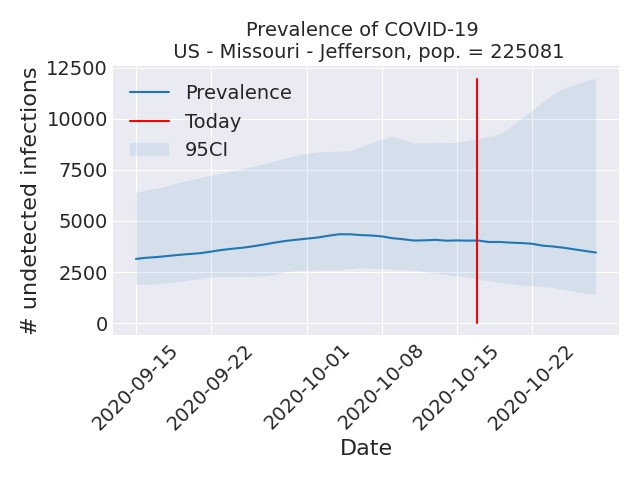 Prevalence of COVID-19
US - Missouri - Jefferson, pop. = 225081
# undetected infections
12500
10000
7500
5000
2500
0
Prevalence
Today
95CI
2020-09-15
2020-09-22
2020-10-01
2020-10-08
2020-10-15
2020-10-22
Date